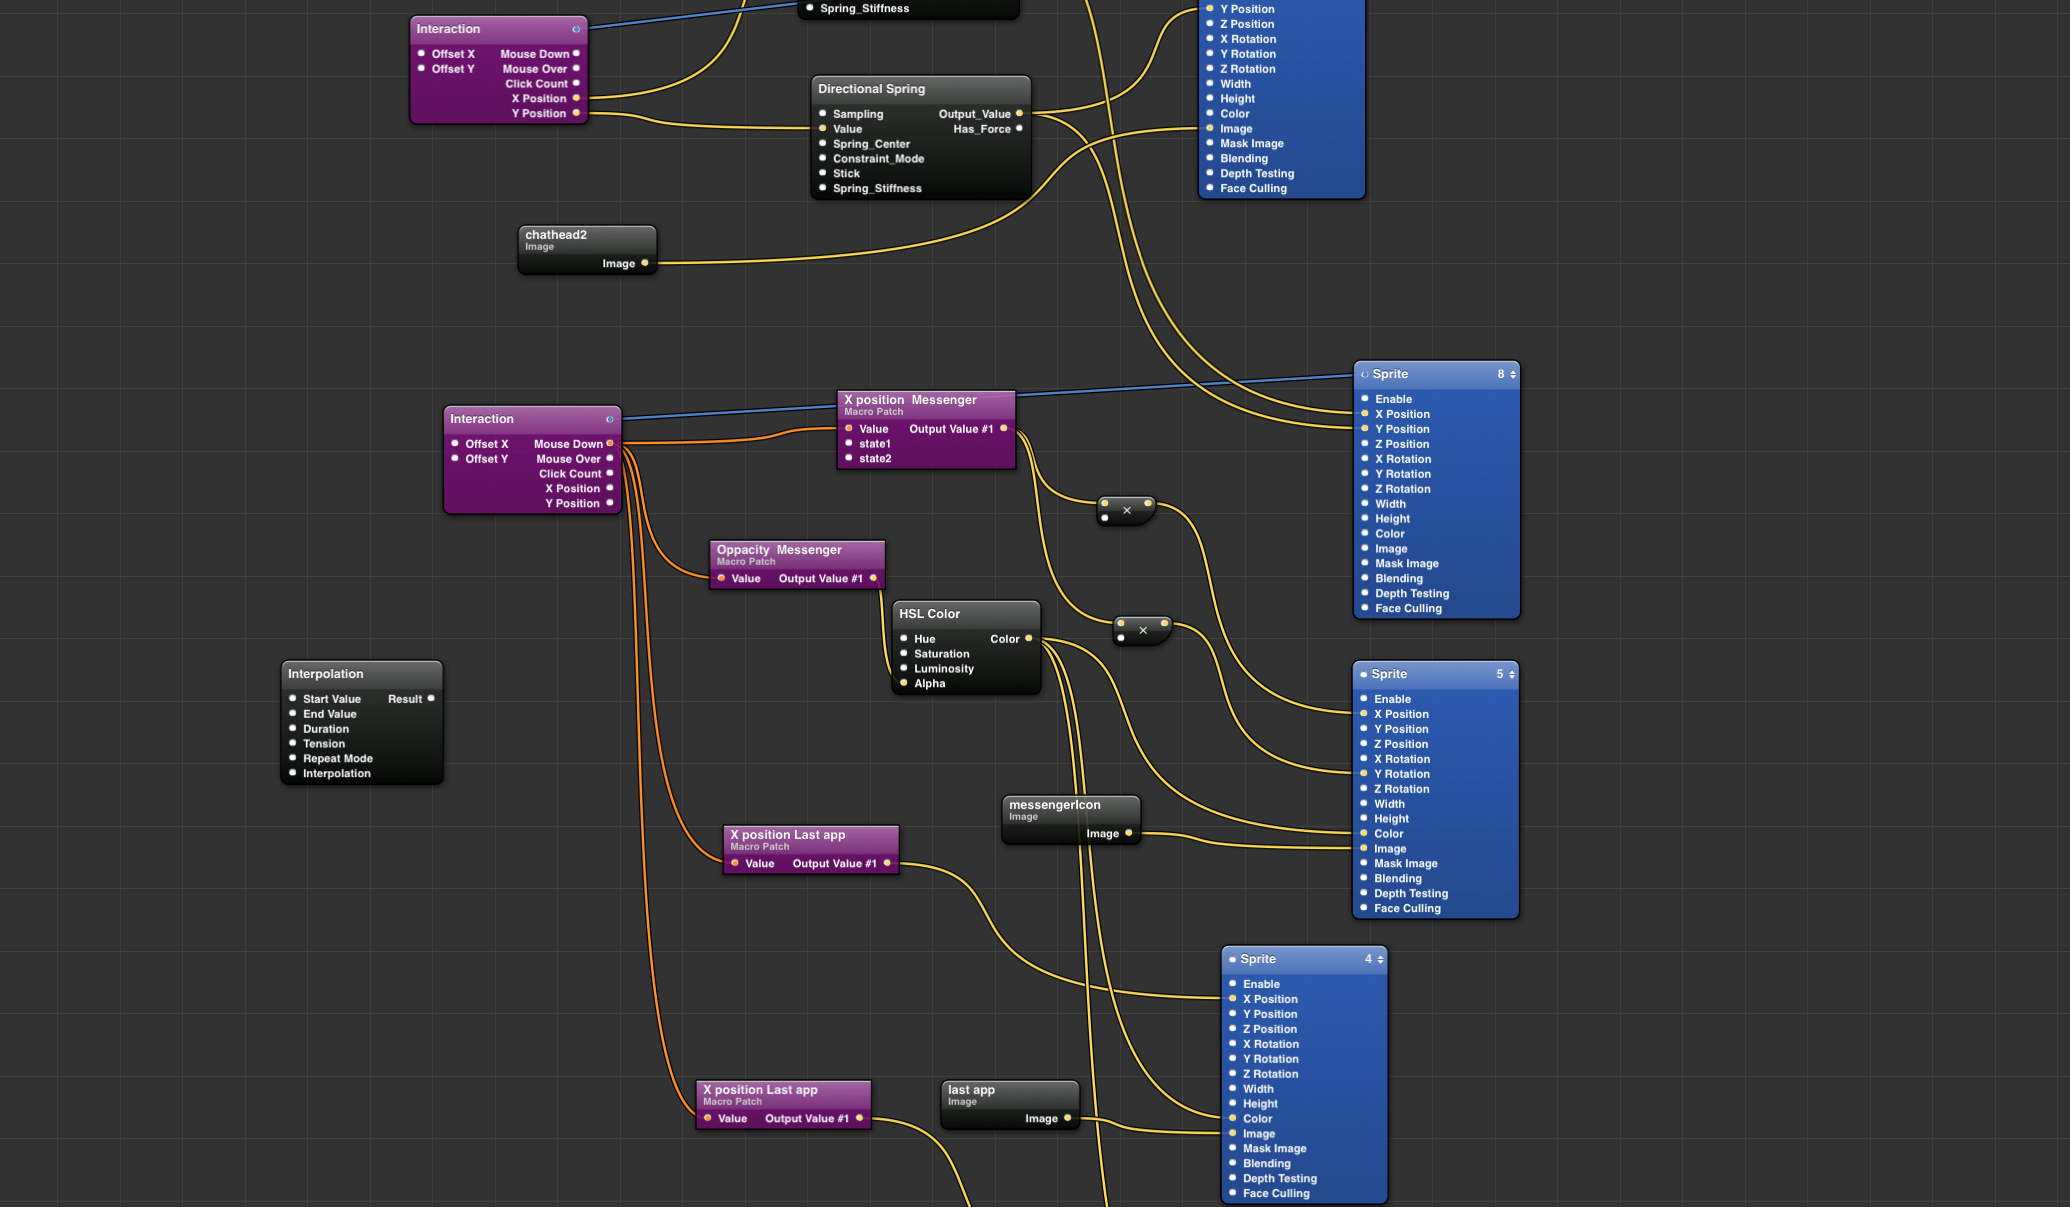 Spring_Stiffness
Interaction
Offset X Mouse Down
Offset Y Mouse Over
Click Count
X Position
Y Position
Directional Spring
Sampling Output_Value
Value Has_Force
Spring_Center
Constraint_Mode
Stick
Spring_Stiffness
Y Position
Z Position
X Rotation
Y Rotation
Z Rotation
Width
Height
Color
Image
Mask Image
Blending
Depth Testing
Face Culling
chathead2
Image
Image
Interaction
Offset X Mouse Down
Offset Y Mouse Over
Click Count
X Position
Y Position
X position Messenger
Macro Patch
Value Output Value #1
state1
state2
×
Sprite 8
Enable
X Position
Y Position
Z Position
X Rotation
Y Rotation
Z Rotation
Width
Height
Color
Image
Mask Image
Blending
Depth Testing
Face Culling
Oppacity Messenger
Macro Patch
Value Output Value #1
HSL Color
Hue Color
Saturation
Luminosity
Alpha
×
Interpolation
Start Value Result
End Value
Duration
Tension
Repeat Mode
Interpolation
Sprite 5
Enable
X Position
Y Position
Z Position
X Rotation
Y Rotation
Z Rotation
Width
Height
Color
Image
Mask Image
Blending
Depth Testing
Face Culling
messengerIcon
Image
Image
X position Last app
Macro Patch
Value Output Value #1
Sprite 4
Enable
X Position
Y Position
Z Position
X Rotation
Y Rotation
Z Rotation
Width
Height
Color
Image
Mask Image
Blending
Depth Testing
Face Culling
X position Last app
Macro Patch
Value Output Value #1
last app
Image
Image